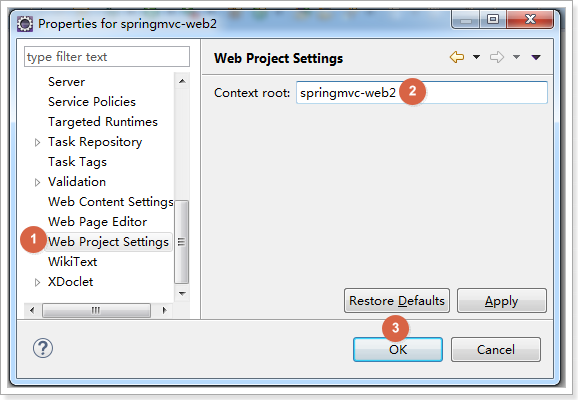 Properties for springmvc-web2
type filter text
Server
Service Policies
Targeted Runtimes
Task Repository
Task Tags
Validation
Web Content Settings
Web Page Editor
1 Web Project Settings
WikiText
XDoclet
Web Project Settings
Context root: springmvc-web2 2
Restore Defaults Apply
3
? OK Cancel